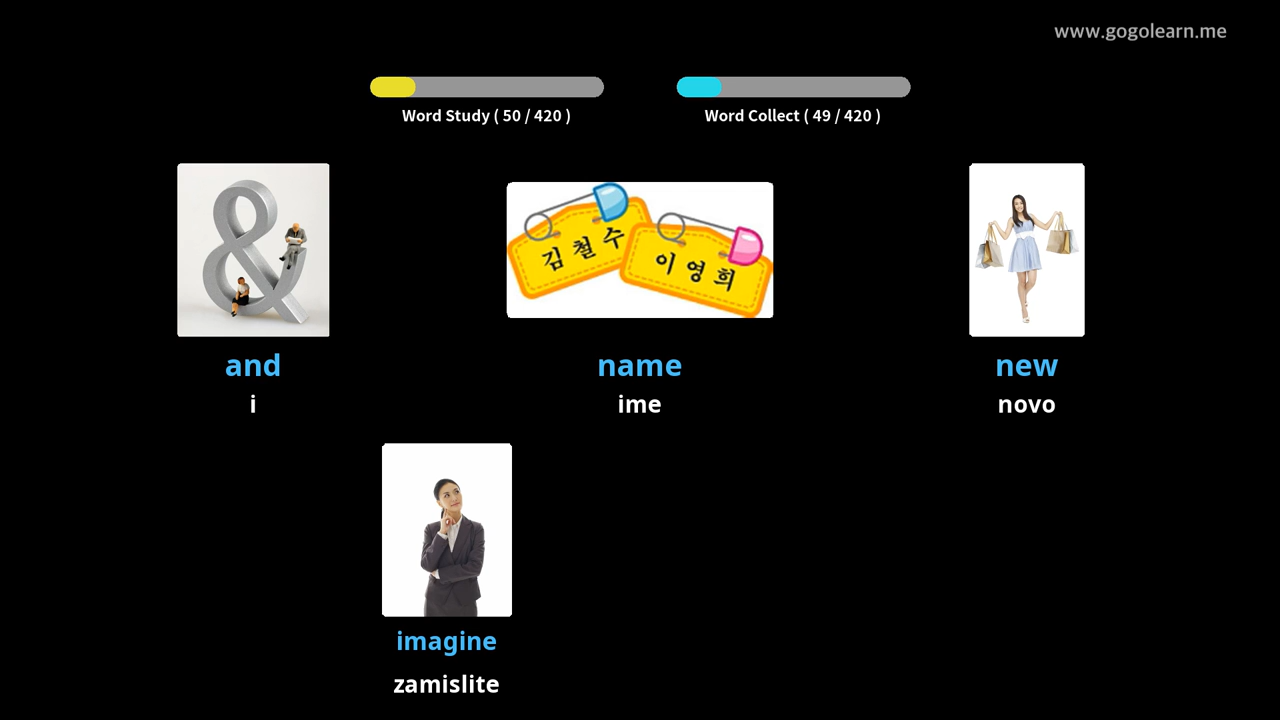 www.gogolearn.me
Word Study ( 50 / 420 )
Word Collect ( 49 / 420 )
&
김철수
이영희
and
name
new
i
ime
novo
imagine
zamislite